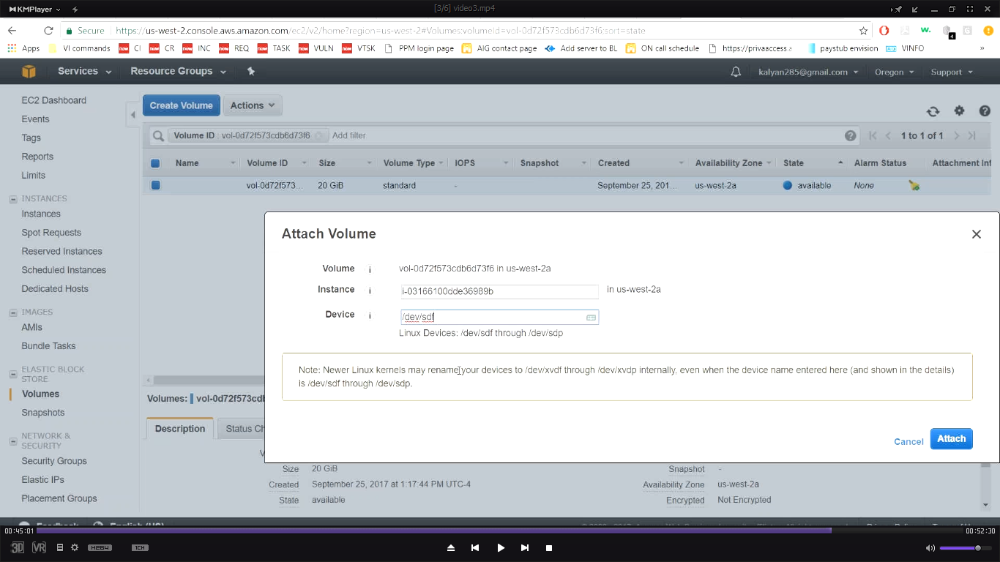 KMPlayer
[3/6] video3.mp4
Secure https://us-west-2.console.aws.amazon.com/ec2/v2/home?region=us-west-2#Volumes:volumeId=vol-0d72f573cdb6d73f6;sort=state
Apps VI commands now CI now CR now INC now REQ now TASK now VULN now VTSK PPM login page AIG contact page Add server to BL ON call schedule https://privaaccess.a paystub envision VINFO »
Services Resource Groups kalyan285@gmail.com Oregon Support
EC2 Dashboard
Events
Tags
Reports
Limits
INSTANCES
Instances
Spot Requests
Reserved Instances
Scheduled Instances
Dedicated Hosts
IMAGES
AMIs
Bundle Tasks
ELASTIC BLOCK
STORE
Volumes
Snapshots
NETWORK &
SECURITY
Security Groups
Elastic IPs
Placement Groups
Create Volume Actions
Volume ID : vol-0d72f573cdb6d73f6 Add filter 1 to 1 of 1
Name Volume ID Size Volume Type IOPS Snapshot Created Availability Zone State Alarm Status Attachment Inf
vol-0d72f573... 20 GiB standard - September 25, 201... us-west-2a available None
Attach Volume
Volume i vol-0d72f573cdb6d73f6 in us-west-2a
Instance i i-03166100dde36989b in us-west-2a
Device i /dev/sdf
Linux Devices: /dev/sdf through /dev/sdp
Note: Newer Linux kernels may rename your devices to /dev/xvdf through /dev/xvdp internally, even when the device name entered here (and shown in the details)
is /dev/sdf through /dev/sdp.
Cancel Attach
Volumes: vol-0d72f573cdb
Description Status Ch
Size 20 GiB Snapshot -
Created September 25, 2017 at 1:17:44 PM UTC-4 Availability Zone us-west-2a
State available Encrypted Not Encrypted
Feedback English (US)
00:45:01 00:52:30
3D VR H264 1CH